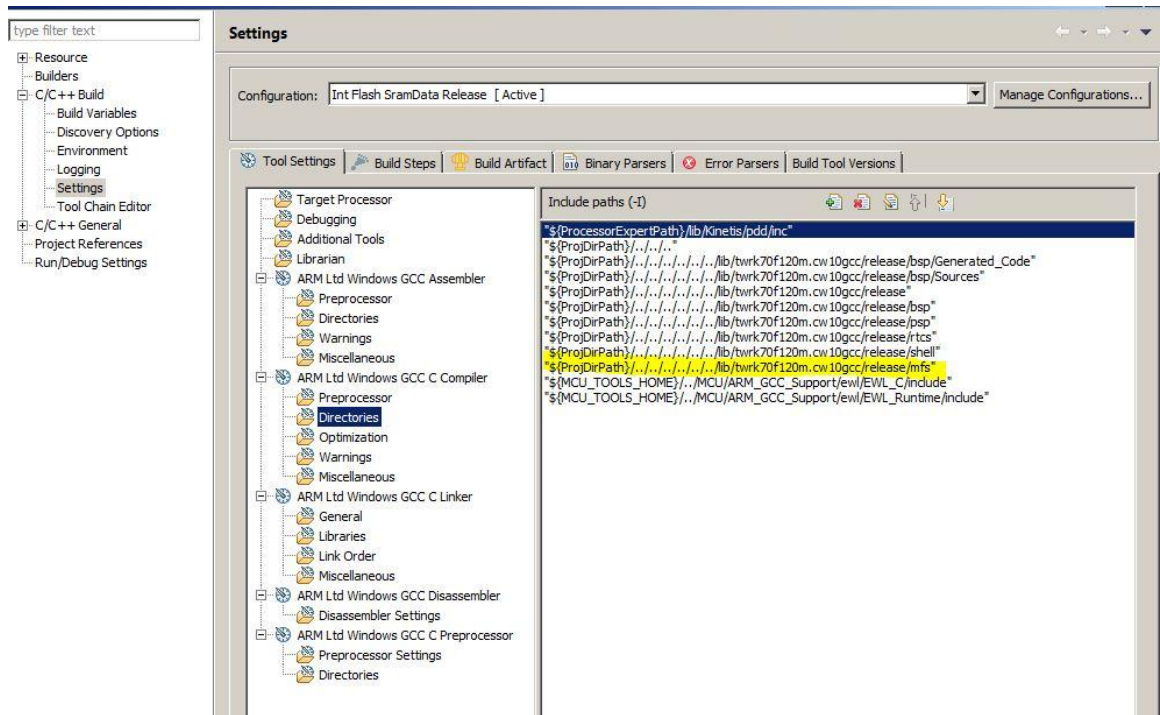 type filter text
Resource
Builders
C/C++ Build
Build Variables
Discovery Options
Environment
Logging
Settings
Tool Chain Editor
C/C++ General
Project References
Run/Debug Settings
Settings
Configuration: Int Flash SramData Release [ Active ]
Manage Configurations...
Tool Settings Build Steps Build Artifact Binary Parsers Error Parsers Build Tool Versions
Target Processor
Debugging
Additional Tools
Librarian
ARM Ltd Windows GCC Assembler
Preprocessor
Directories
Warnings
Miscellaneous
ARM Ltd Windows GCC C Compiler
Preprocessor
Directories
Optimization
Warnings
Miscellaneous
ARM Ltd Windows GCC C Linker
General
Libraries
Link Order
Miscellaneous
ARM Ltd Windows GCC Disassembler
Disassembler Settings
ARM Ltd Windows GCC C Preprocessor
Preprocessor Settings
Directories
Include paths (-I)
"${ProcessorExpertPath}/lib/Kinetis/pdd/inc"
"${ProjDirPath}/../../.."
"${ProjDirPath}/../../../../../../lib/twrk70f120m.cw10gcc/release/bsp/Generated_Code"
"${ProjDirPath}/../../../../../../lib/twrk70f120m.cw10gcc/release/bsp/Sources"
"${ProjDirPath}/../../../../../../lib/twrk70f120m.cw10gcc/release"
"${ProjDirPath}/../../../../../../lib/twrk70f120m.cw10gcc/release/bsp"
"${ProjDirPath}/../../../../../../lib/twrk70f120m.cw10gcc/release/psp"
"${ProjDirPath}/../../../../../../lib/twrk70f120m.cw10gcc/release/rtcs"
"${ProjDirPath}/../../../../../../lib/twrk70f120m.cw10gcc/release/shell"
"${ProjDirPath}/../../../../../../lib/twrk70f120m.cw10gcc/release/mfs"
"${MCU_TOOLS_HOME}/../MCU/ARM_GCC_Support/ewl/EWL_C/include"
"${MCU_TOOLS_HOME}/../MCU/ARM_GCC_Support/ewl/EWL_Runtime/include"